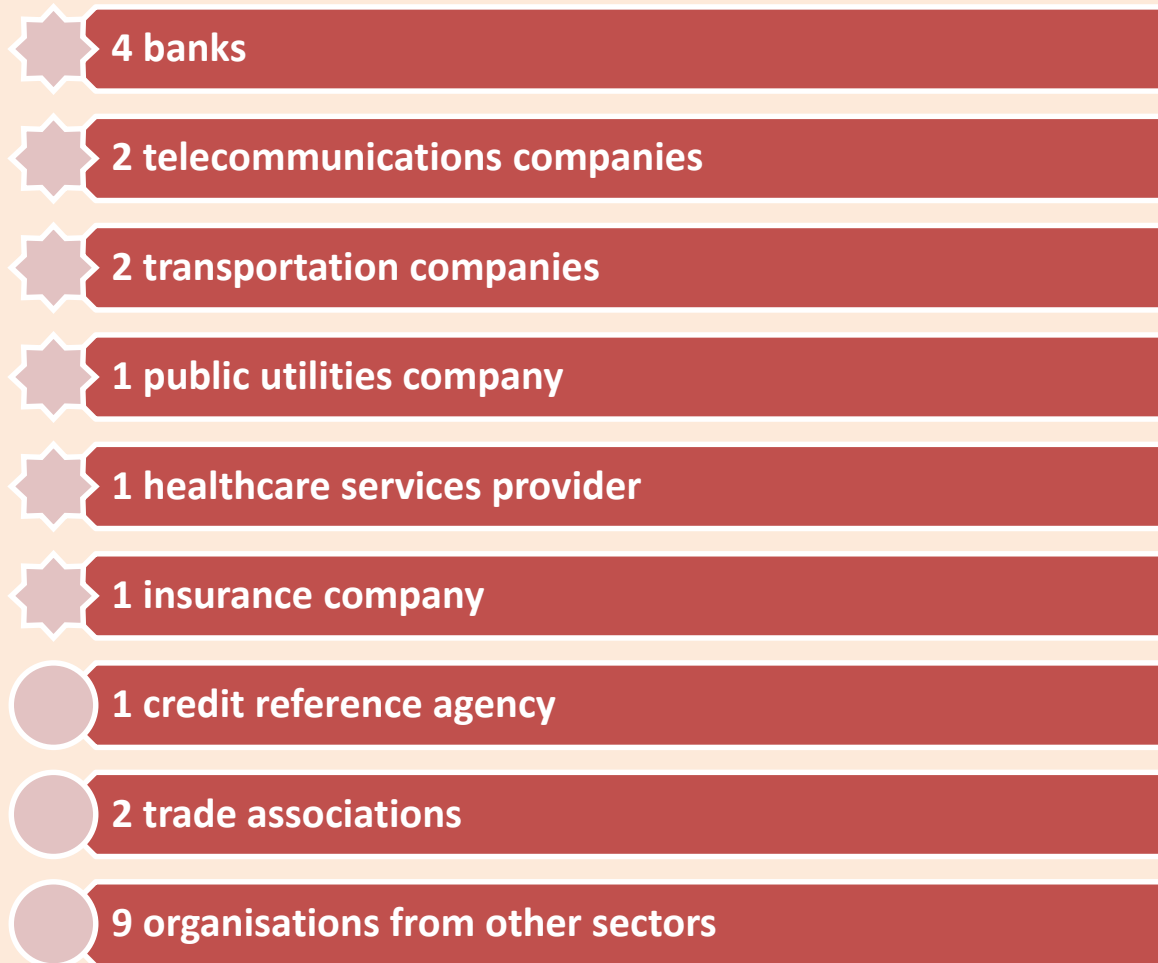 4 banks
2 telecommunications companies
2 transportation companies
1 public utilities company
1 healthcare services provider
1 insurance company
1 credit reference agency
2 trade associations
9 organisations from other sectors